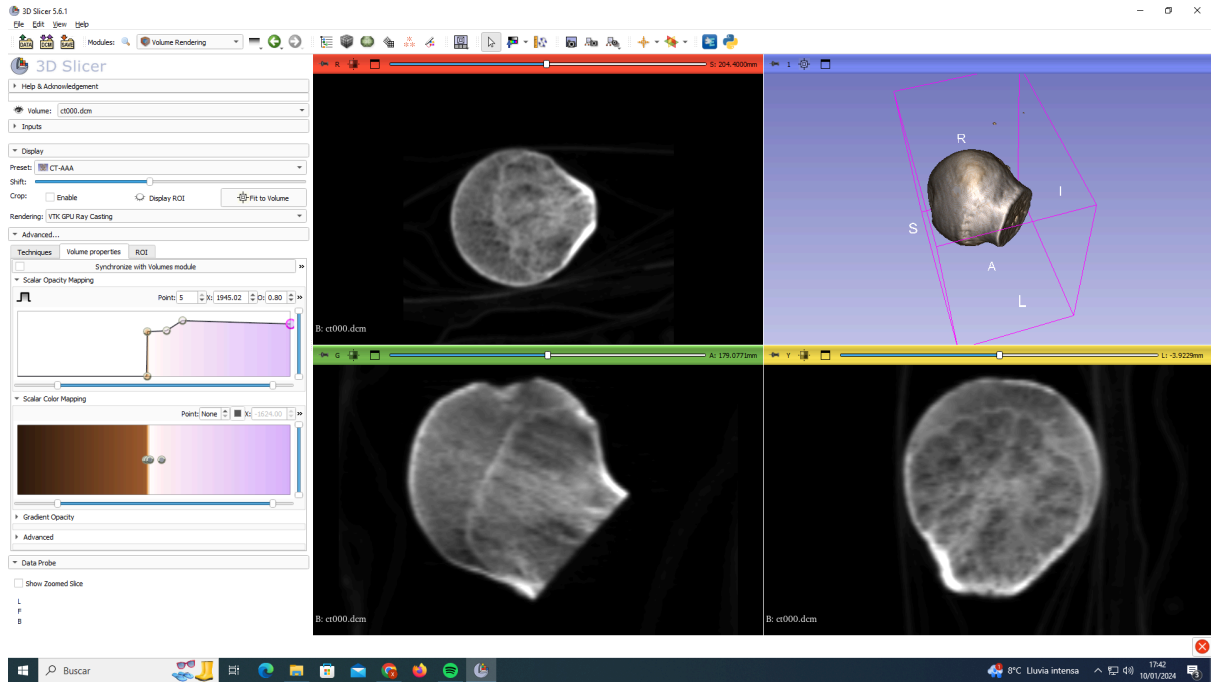 3D Slicer 5.6.1
File Edit View Help
DATA DCM SAVE Modules: Volume Rendering
3D Slicer
Help & Acknowledgement
Volume: ct000.dcm
Inputs
Display
Preset: CT-AAA
Shift:
Crop: Enable Display ROI Fit to Volume
Rendering: VTK GPU Ray Casting
Advanced...
Techniques Volume properties ROI
Synchronize with Volumes module »
Scalar Opacity Mapping
Point: 5 X: 1945.02 O: 0.80 »
Scalar Color Mapping
Point: None X: -1624.00 »
Gradient Opacity
Advanced
Data Probe
Show Zoomed Slice
L
F
B
R S: 204.4000mm
B: ct000.dcm
1
R
I
S
A
L
G A: 179.0771mm
B: ct000.dcm
Y L: -3.9229mm
B: ct000.dcm
Buscar
8°C Lluvia intensa
17:42
10/01/2024
3